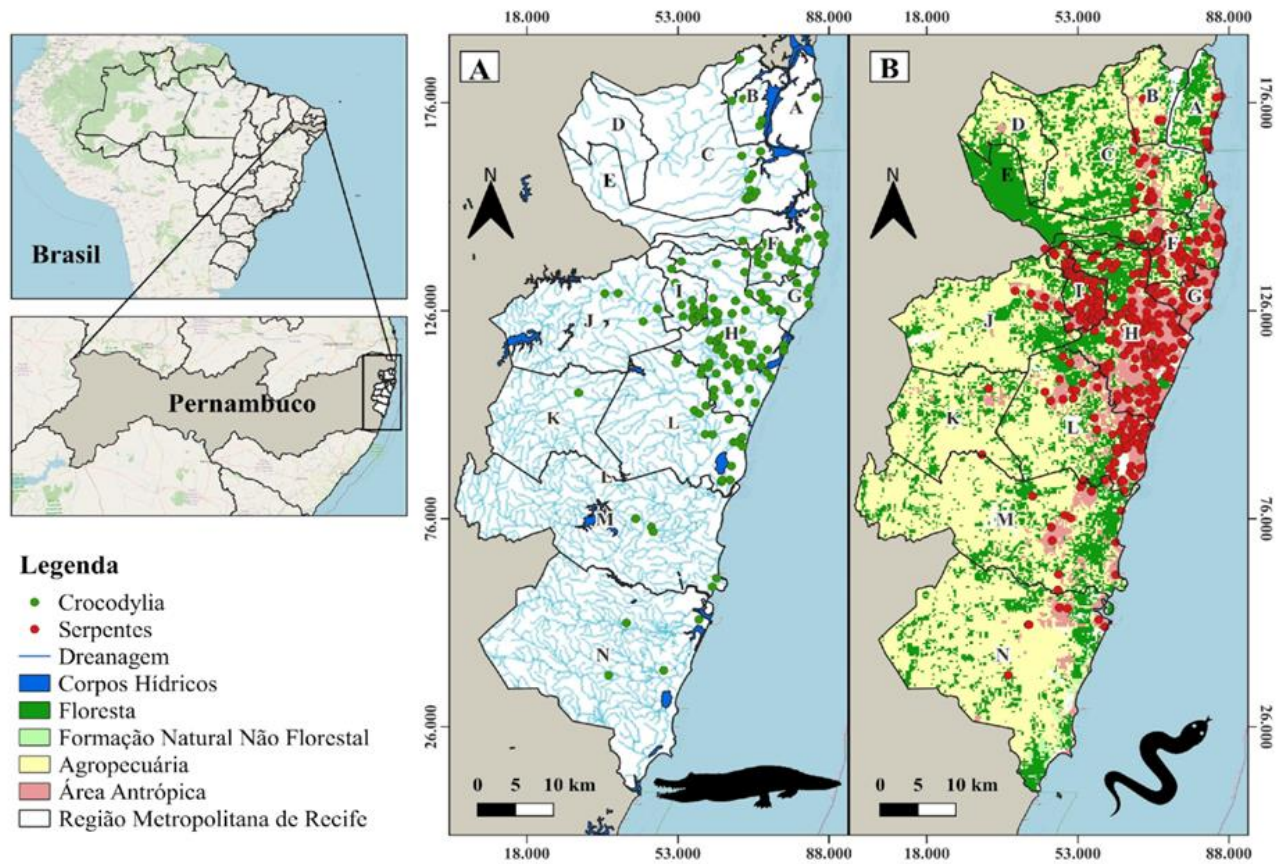 Brasil
Pernambuco
Legenda
Crocodylia
Serpentes
Dreanagem
Corpos Hídricos
Floresta
Formação Natural Não Florestal
Agropecuária
Área Antrópica
Região Metropolitana de Recife
18.000 53.000 88.000
A
B
A
D
C
E
N
F
I
G
J
H
K
L
M
N
0 5 10 km
18.000 53.000 88.000
176.000
126.000
76.000
26.000
18.000 53.000 88.000
B
B
A
D
C
E
N
F
I
G
J
H
K
L
M
N
0 5 10 km
18.000 53.000 88.000
176.000
126.000
76.000
26.000